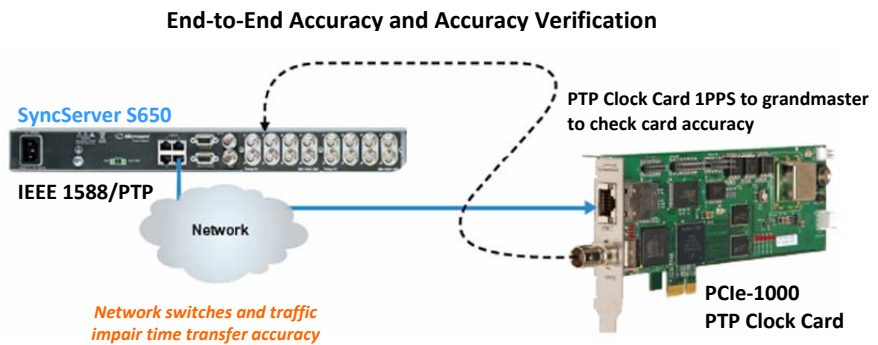 End-to-End Accuracy and Accuracy Verification
SyncServer S650
PTP Clock Card 1PPS to grandmaster
to check card accuracy
Microsemi
IEEE 1588/PTP
Network
Network switches and traffic
impair time transfer accuracy
PCIe-1000
PTP Clock Card